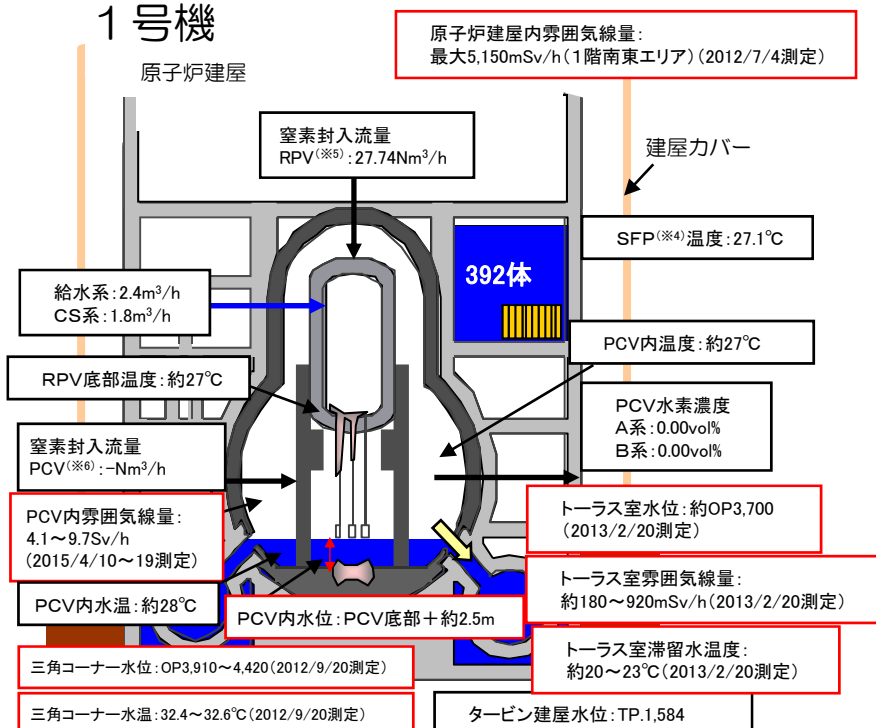 1号機
原子炉建屋
原子炉建屋内雰囲気線量：
最大5,150mSv/h（1階南東エリア）（2012/7/4測定）
窒素封入流量
RPV(※5)：27.74Nm³/h
建屋カバー
SFP(※4)温度：27.1℃
392体
給水系：2.4m³/h
CS系：1.8m³/h
PCV内温度：約27℃
RPV底部温度：約27℃
PCV水素濃度
A系：0.00vol%
B系：0.00vol%
窒素封入流量
PCV(※6)：-Nm³/h
PCV内雰囲気線量：
4.1～9.7Sv/h
（2015/4/10～19測定）
トーラス室水位：約OP3,700
（2013/2/20測定）
トーラス室雰囲気線量：
約180～920mSv/h（2013/2/20測定）
PCV内水温：約28℃
PCV内水位：PCV底部＋約2.5m
トーラス室滞留水温度：
約20～23℃（2013/2/20測定）
三角コーナー水位：OP3,910～4,420（2012/9/20測定）
三角コーナー水温：32.4～32.6℃（2012/9/20測定）
タービン建屋水位：TP.1,584